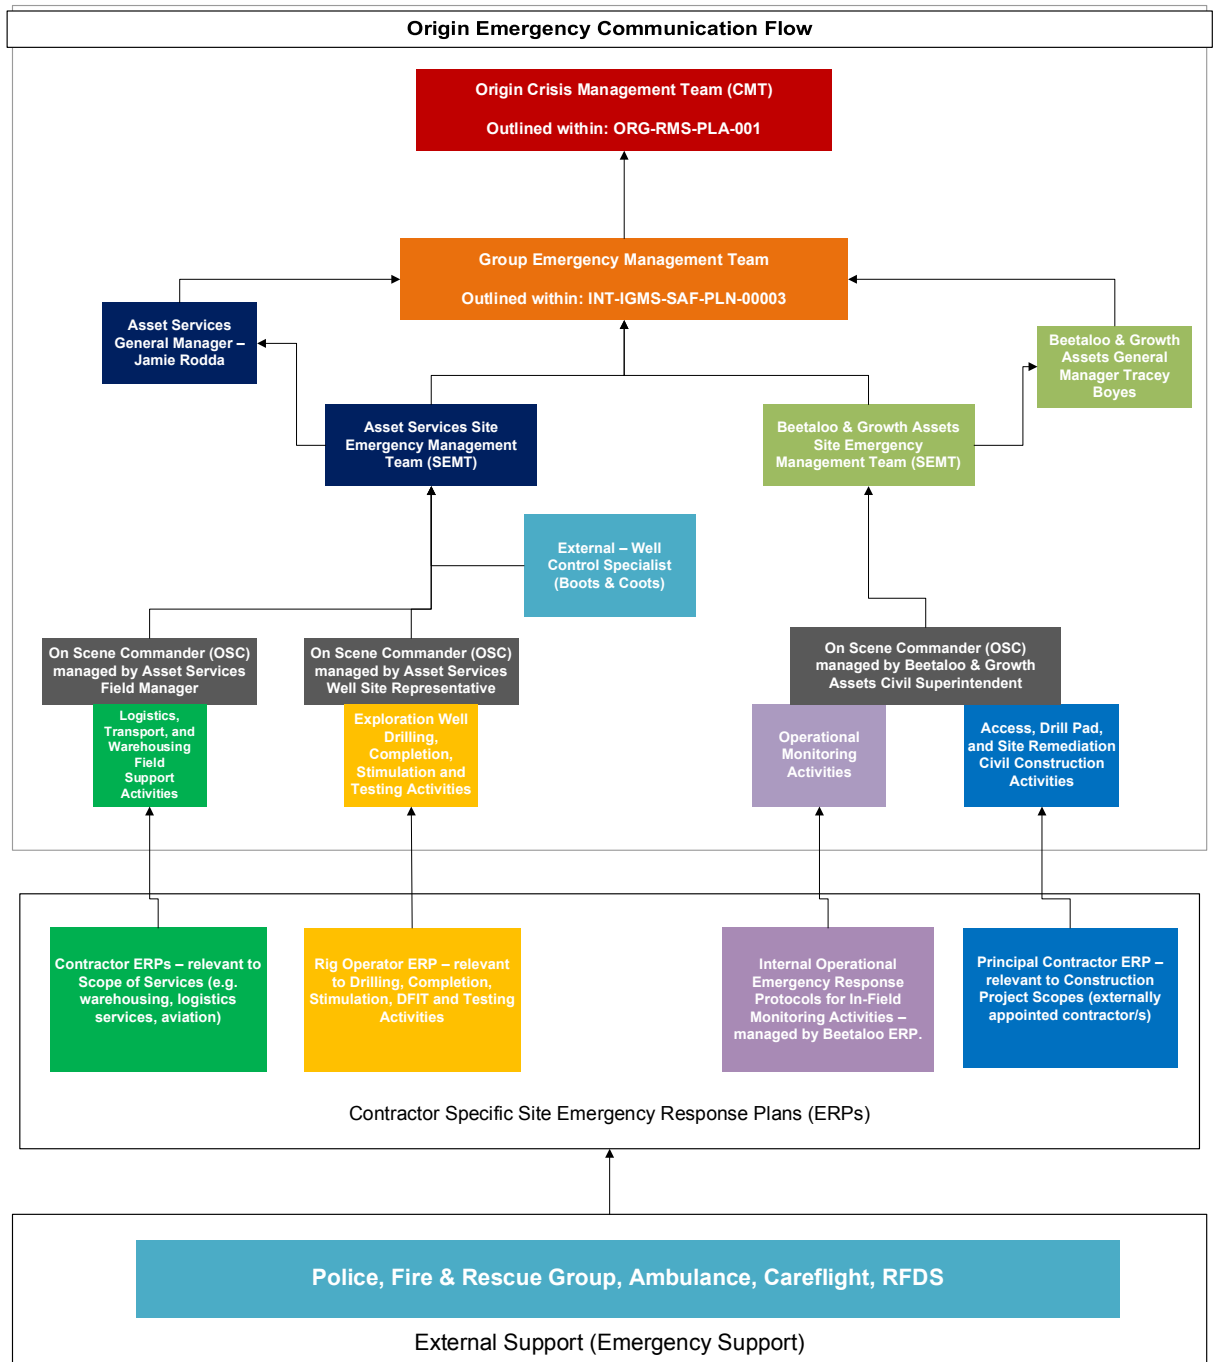 Origin Emergency Communication Flow
Origin Crisis Management Team (CMT)
Outlined within: ORG-RMS-PLA-001
Group Emergency Management Team
Outlined within: INT-IGMS-SAF-PLN-00003
Asset Services
General Manager –
Jamie Rodda
Beetaloo & Growth
Assets General
Manager Tracey
Boyes
Asset Services Site
Emergency Management
Team (SEMT)
Beetaloo & Growth Assets
Site Emergency
Management Team (SEMT)
External – Well
Control Specialist
(Boots & Coots)
On Scene Commander (OSC)
managed by Asset Services
Field Manager
On Scene Commander (OSC)
managed by Asset Services
Well Site Representative
On Scene Commander (OSC)
managed by Beetaloo & Growth
Assets Civil Superintendent
Logistics,
Transport, and
Warehousing
Field
Support
Activities
Exploration Well
Drilling,
Completion,
Stimulation and
Testing Activities
Operational
Monitoring
Activities
Access, Drill Pad,
and Site Remediation
Civil Construction
Activities
Contractor ERPs – relevant to
Scope of Services (e.g.
warehousing, logistics
services, aviation)
Rig Operator ERP – relevant
to Drilling, Completion,
Stimulation, DFIT and Testing
Activities
Internal Operational
Emergency Response
Protocols for In-Field
Monitoring Activities –
managed by Beetaloo ERP.
Principal Contractor ERP –
relevant to Construction
Project Scopes (externally
appointed contractor/s)
Contractor Specific Site Emergency Response Plans (ERPs)
Police, Fire & Rescue Group, Ambulance, Careflight, RFDS
External Support (Emergency Support)